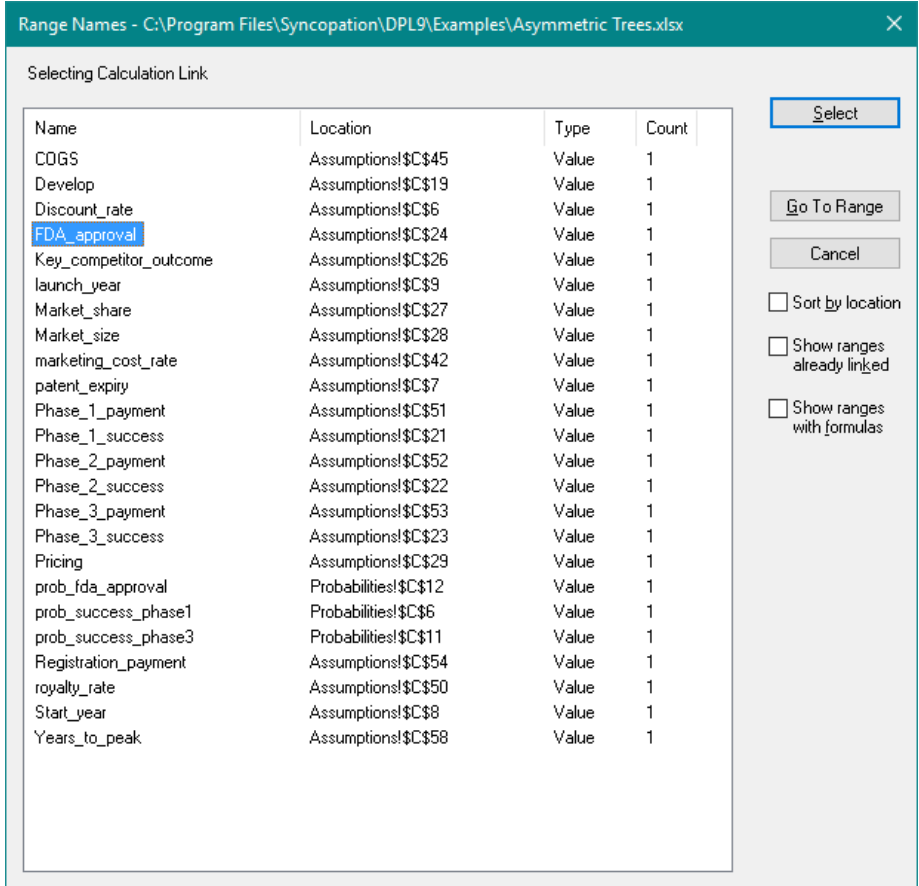 Range Names - C:\Program Files\Syncopation\DPL9\Examples\Asymmetric Trees.xlsx
Selecting Calculation Link
Name Location Type Count
COGS Assumptions!$C$45 Value 1
Develop Assumptions!$C$19 Value 1
Discount_rate Assumptions!$C$6 Value 1
FDA_approval Assumptions!$C$24 Value 1
Key_competitor_outcome Assumptions!$C$26 Value 1
launch_year Assumptions!$C$9 Value 1
Market_share Assumptions!$C$27 Value 1
Market_size Assumptions!$C$28 Value 1
marketing_cost_rate Assumptions!$C$42 Value 1
patent_expiry Assumptions!$C$7 Value 1
Phase_1_payment Assumptions!$C$51 Value 1
Phase_1_success Assumptions!$C$21 Value 1
Phase_2_payment Assumptions!$C$52 Value 1
Phase_2_success Assumptions!$C$22 Value 1
Phase_3_payment Assumptions!$C$53 Value 1
Phase_3_success Assumptions!$C$23 Value 1
Pricing Assumptions!$C$29 Value 1
prob_fda_approval Probabilities!$C$12 Value 1
prob_success_phase1 Probabilities!$C$6 Value 1
prob_success_phase3 Probabilities!$C$11 Value 1
Registration_payment Assumptions!$C$54 Value 1
royalty_rate Assumptions!$C$50 Value 1
Start_year Assumptions!$C$8 Value 1
Years_to_peak Assumptions!$C$58 Value 1
Select
Go To Range
Cancel
Sort by location
Show ranges
already linked
Show ranges
with formulas